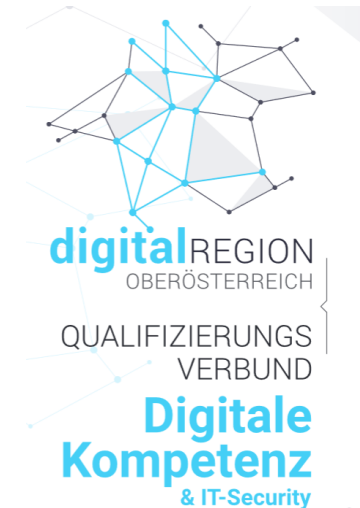 digitalREGION
OBERÖSTERREICH
QUALIFIZIERUNGS
VERBUND
Digitale
Kompetenz
& IT-Security